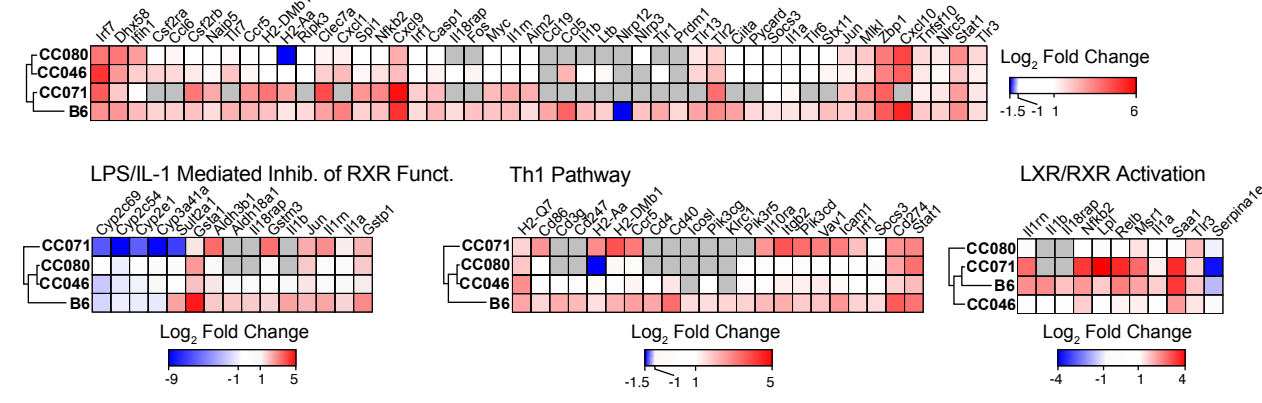 Irf7 Dhx58 Ifih1 Csf2ra Ccl6 Csf2rb Naip5 Tlr7 Ccr5 H2-DMb1 H2-Aa Ripk3 Clec7a Cxcl1 Spi1 Nfkb2 Cxcl9 Irf1 Casp1 Il18rap Fos Myc Il1rn Aim2 Ccl19 Ccl5 Il1b Ltb Nlrp12 Nlrp3 Tlr1 Prdm1 Tlr13 Tlr2 Ciita Pycard Socs3 Il1a Tlr6 Stx11 Jun Mlkl Zbp1 Cxcl10 Tnfsf10 Nlrc5 Stat1 Tlr3
CC080
CC046
CC071
B6
Log2 Fold Change
-1.5 -1 1 6
LPS/IL-1 Mediated Inhib. of RXR Funct.
Cyp2c69 Cyp2c54 Cyp2e1 Cyp3a41a Sult2a1 Gsta1 Aldh3b1 Aldh18a1 Il18rap Gstm3 Il1b Jun Il1rn Il1a Gstp1
CC071
CC080
CC046
B6
Log2 Fold Change
-9 -1 1 5
Th1 Pathway
H2-Q7 Cd86 Cd3g Cd247 H2-Aa H2-DMb1 Ccr5 Cd4 Cd40 Icosl Pik3cg Klrc1 Pik3r5 Il10ra Itgb2 Pik3cd Vav1 Icam1 Irf1 Socs3 Cd274 Stat1
CC071
CC080
CC046
B6
Log2 Fold Change
-1.5 -1 1 5
LXR/RXR Activation
Il1rn Il1b Il18rap Nfkb2 Lpl Relb Msr1 Il1a Saa1 Tlr3 Serpina1e
CC080
CC071
B6
CC046
Log2 Fold Change
-4 -1 1 4